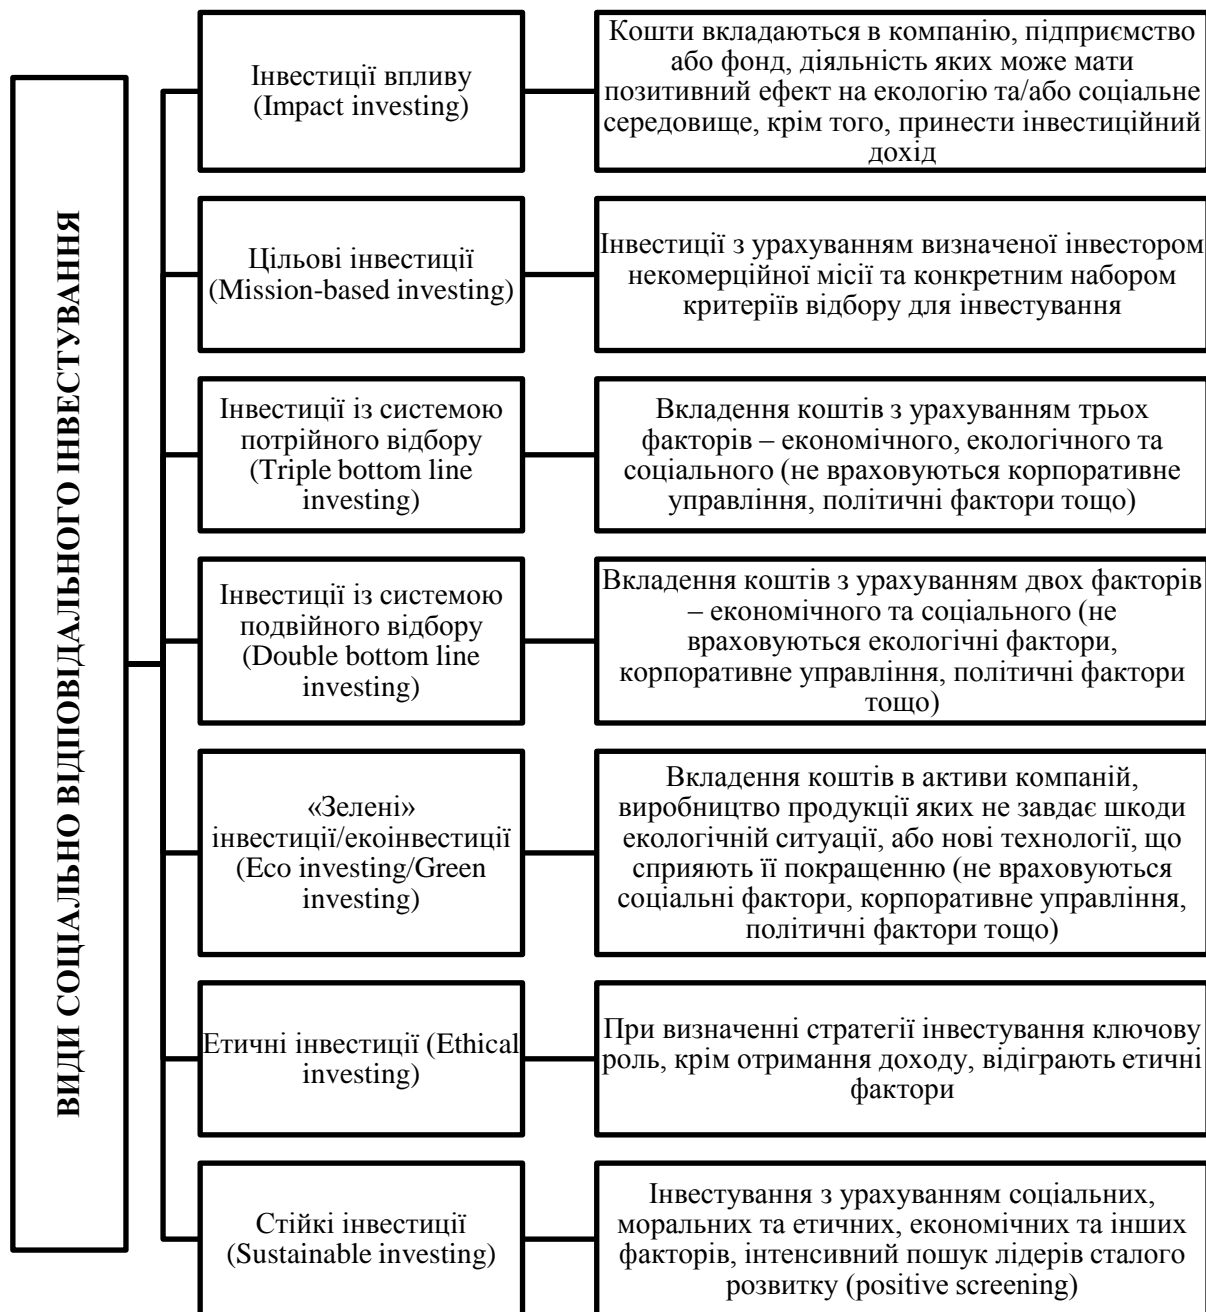 ВИДИ СОЦІАЛЬНО ВІДПОВІДАЛЬНОГО ІНВЕСТУВАННЯ
Інвестиції впливу
(Impact investing)
Кошти вкладаються в компанію, підприємство
або фонд, діяльність яких може мати
позитивний ефект на екологію та/або соціальне
середовище, крім того, принести інвестиційний
дохід
Цільові інвестиції
(Mission-based investing)
Інвестиції з урахуванням визначеної інвестором
некомерційної місії та конкретним набором
критеріїв відбору для інвестування
Інвестиції із системою
потрійного відбору
(Triple bottom line
investing)
Вкладення коштів з урахуванням трьох
факторів – економічного, екологічного та
соціального (не враховуються корпоративне
управління, політичні фактори тощо)
Інвестиції із системою
подвійного відбору
(Double bottom line
investing)
Вкладення коштів з урахуванням двох факторів
– економічного та соціального (не
враховуються екологічні фактори,
корпоративне управління, політичні фактори
тощо)
«Зелені»
інвестиції/екоінвестиції
(Eco investing/Green
investing)
Вкладення коштів в активи компаній,
виробництво продукції яких не завдає шкоди
екологічній ситуації, або нові технології, що
сприяють її покращенню (не враховуються
соціальні фактори, корпоративне управління,
політичні фактори тощо)
Етичні інвестиції (Ethical
investing)
При визначенні стратегії інвестування ключову
роль, крім отримання доходу, відіграють етичні
фактори
Стійкі інвестиції
(Sustainable investing)
Інвестування з урахуванням соціальних,
моральних та етичних, економічних та інших
факторів, інтенсивний пошук лідерів сталого
розвитку (positive screening)